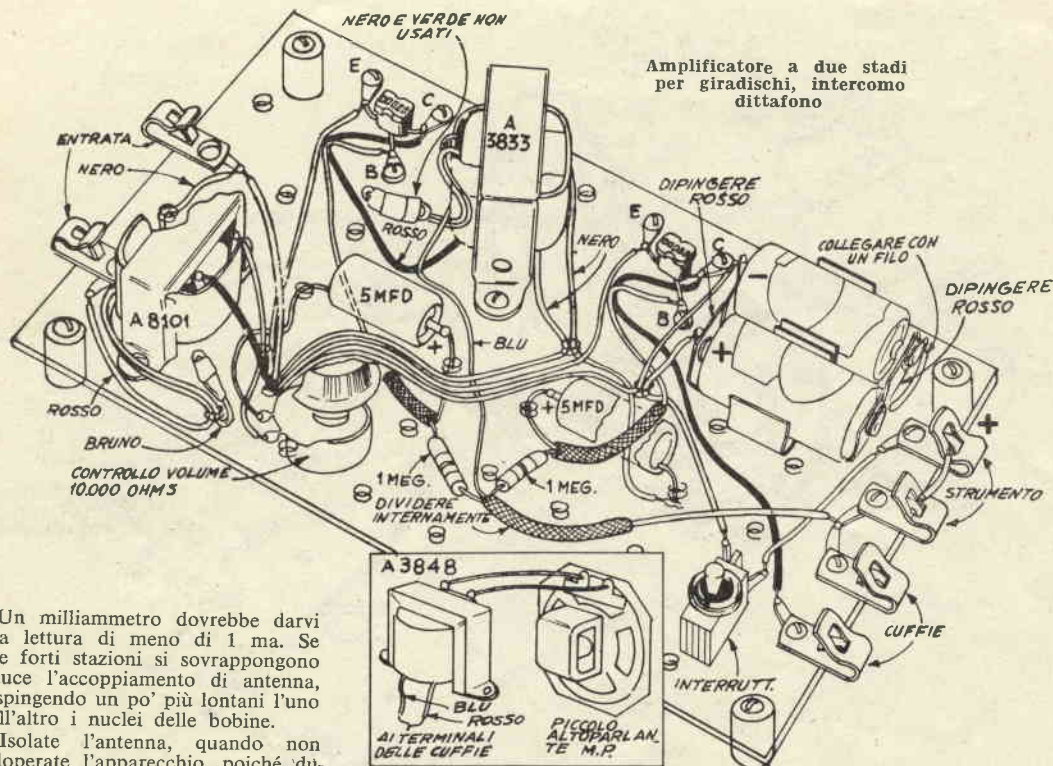 NERO E VERDE NON
USATI
Amplificatore a due stadi
per giradischi, intercomo
dittafono
E
C
A
3833
ENTRATA
NERO
B
ROSSO
DIPINGERE
ROSSO
E
C
NERO
COLLEGARE CON
UN FILO
DIPINGERE
ROSSO
5MFD
+
A 8101
BLU
B
-
+
+5MFD
+
ROSSO
BRUNO
CONTROLLO VOLUME
10.000 OHMS
1 MEG.
1 MEG.
DIVIDERE
INTERNAMENTE
STRUMENTO
A3848
CUFFIE
INTERRUTT.
BLU
ROSSO
AI TERMINALI
DELLE CUFFIE
PICCOLO
ALTOPARLAN_
TE M.P.
Un milliammetro dovrebbe darvi
a lettura di meno di 1 ma. Se
e forti stazioni si sovrappongono
uce l'accoppiamento di antenna,
spingendo un po' più lontani l'uno
ll'altro i nuclei delle bobine.
Isolate l'antenna, quando non
loperate l'apparecchio, poiché du-